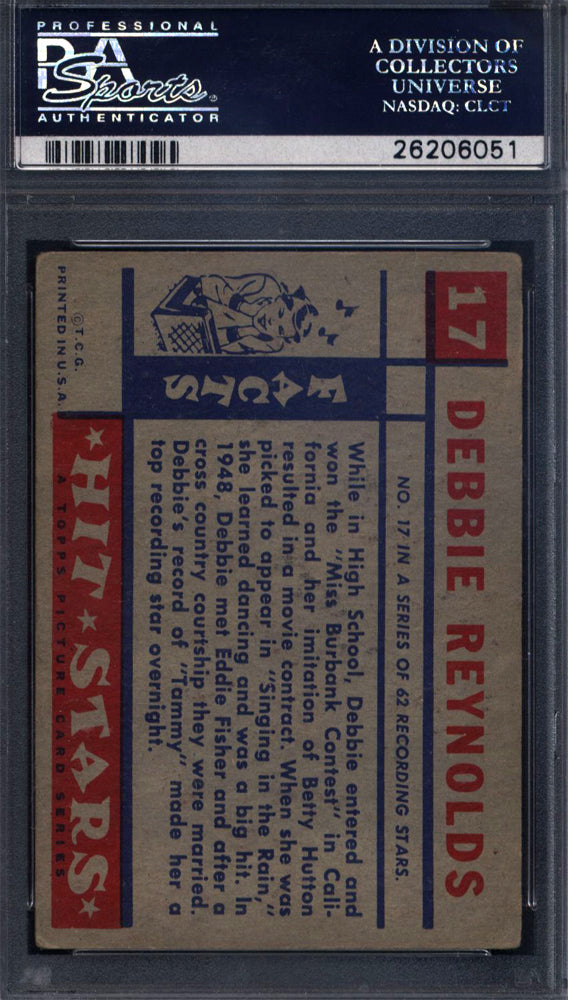 PROFESSIONAL
PSA
Sports
AUTHENTICATOR
A DIVISION OF
COLLECTORS
UNIVERSE
NASDAQ: CLCT
26206051
17
DEBBIE REYNOLDS
NO. 17 IN A SERIES OF 62 RECORDING STARS.
FACTS
While in High School, Debbie entered and
won the "Miss Burbank Contest" in Cali-
fornia and her imitation of Betty Hutton
resulted in a movie contract. When she was
picked to appear in "Singing in the Rain,"
she learned dancing and was a big hit. In
1948, Debbie met Eddie Fisher and after a
cross country courtship they were married.
Debbie's record of "Tammy" made her a
top recording star overnight.
©T.C.G.
PRINTED IN U.S.A.
HIT STARS
A TOPPS PICTURE CARD SERIES